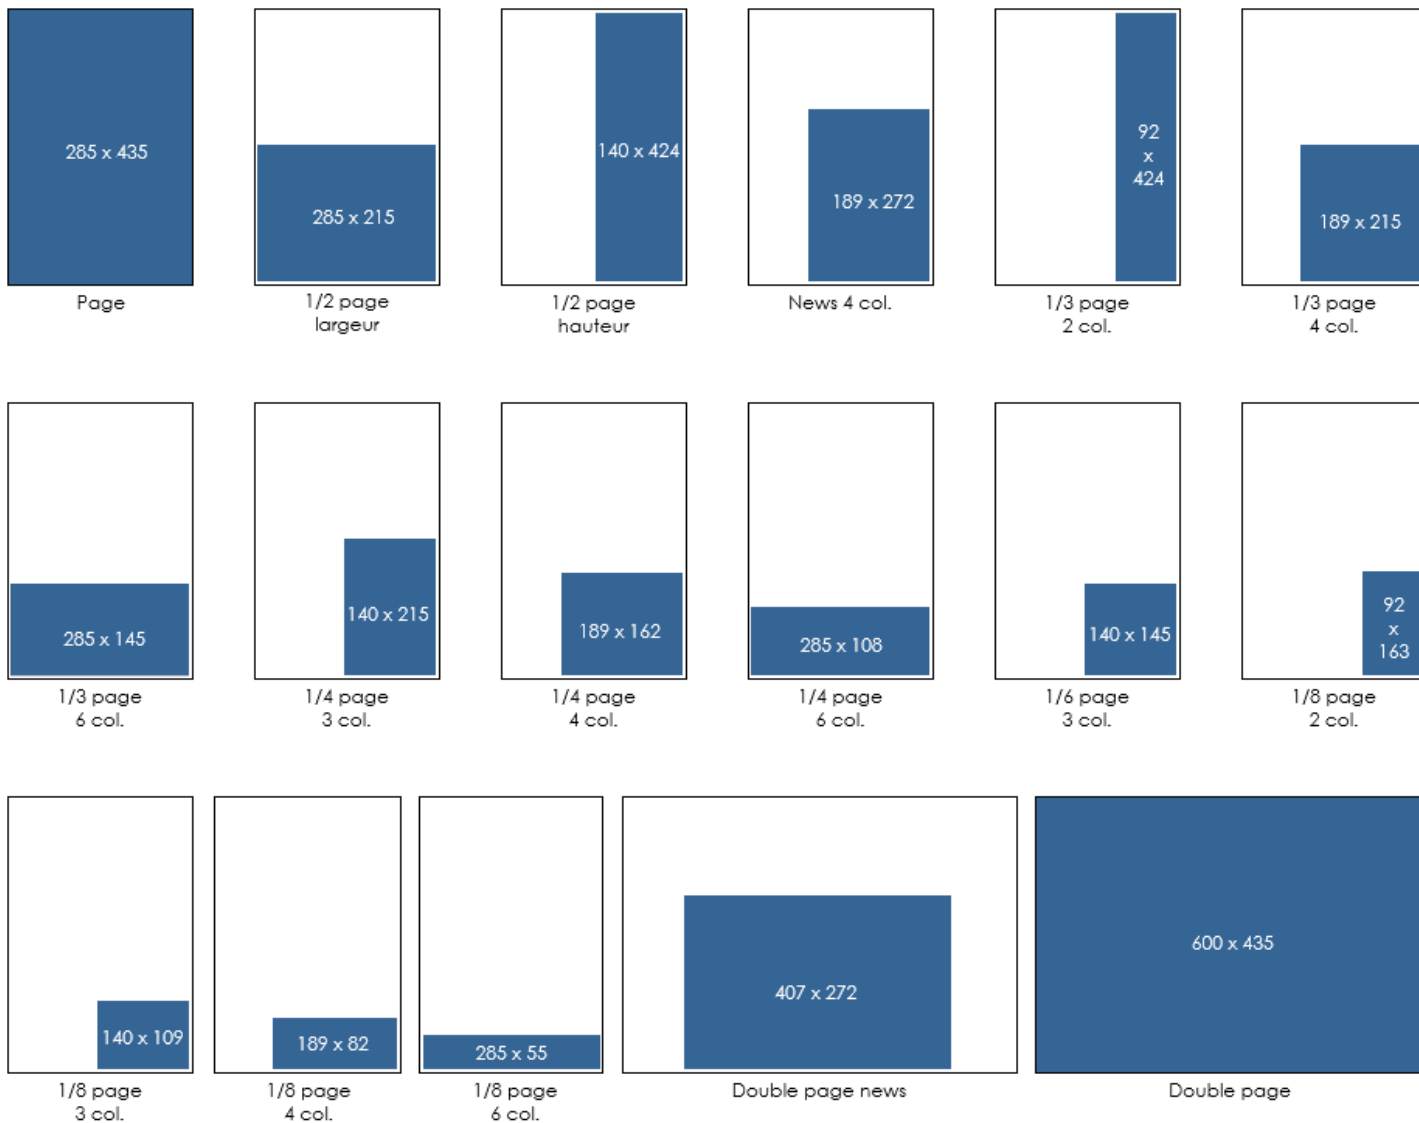 285 x 435
Page
285 x 215
1/2 page
largeur
140 x 424
1/2 page
hauteur
189 x 272
News 4 col.
92
x
424
1/3 page
2 col.
189 x 215
1/3 page
4 col.
285 x 145
1/3 page
6 col.
140 x 215
1/4 page
3 col.
189 x 162
1/4 page
4 col.
285 x 108
1/4 page
6 col.
140 x 145
1/6 page
3 col.
92
x
163
1/8 page
2 col.
140 x 109
1/8 page
3 col.
189 x 82
1/8 page
4 col.
285 x 55
1/8 page
6 col.
407 x 272
Double page news
600 x 435
Double page